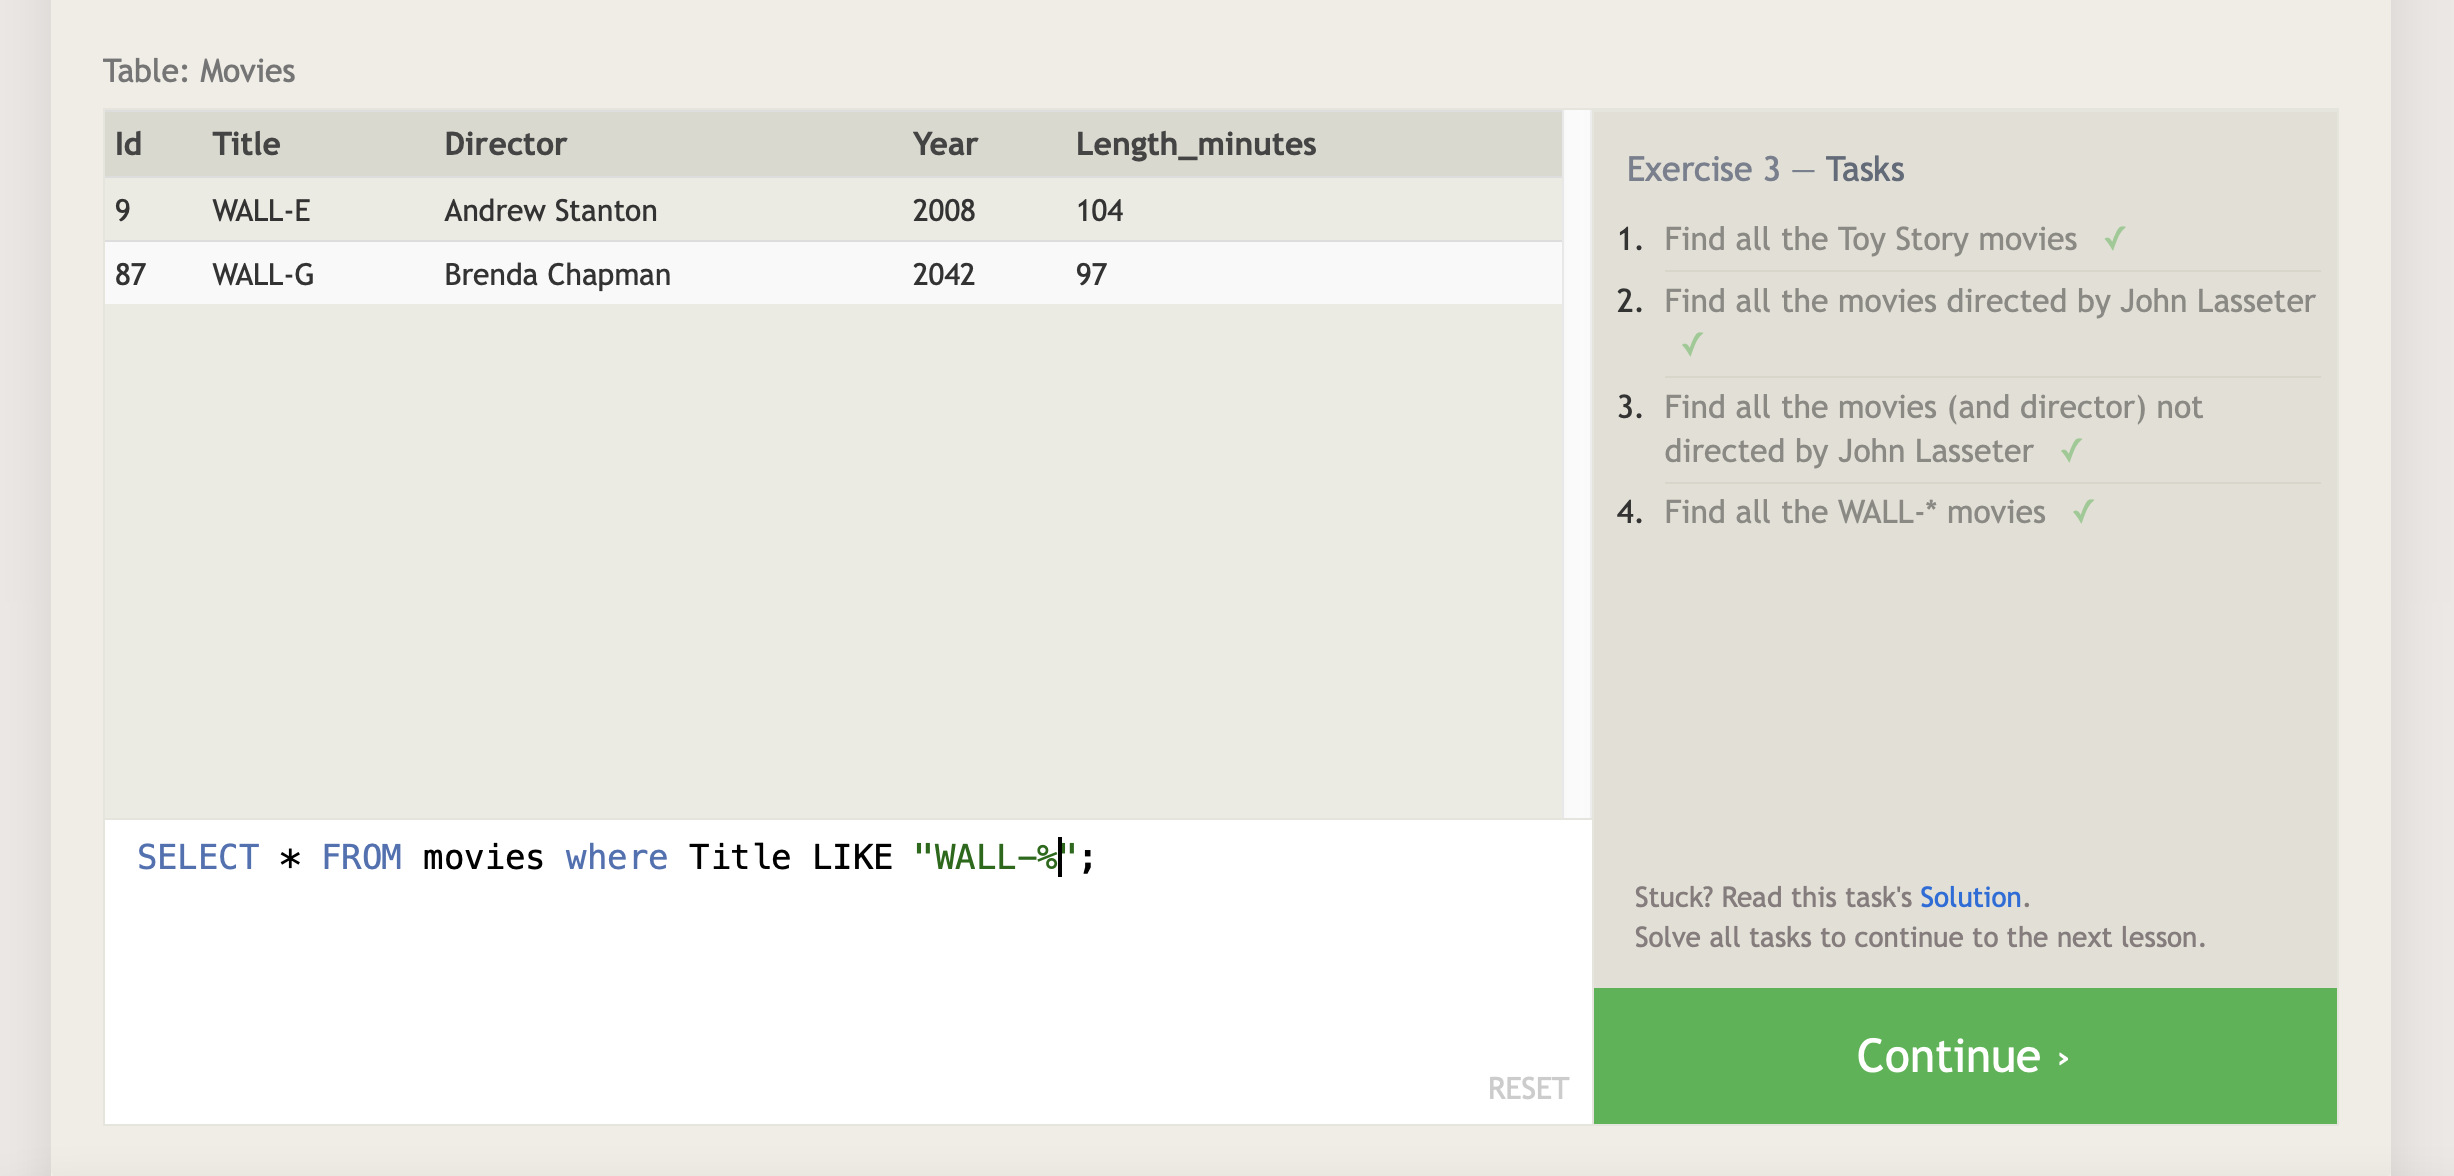 Table: Movies
Id Title Director Year Length_minutes
9 WALL-E Andrew Stanton 2008 104
87 WALL-G Brenda Chapman 2042 97
SELECT * FROM movies where Title LIKE "WALL-%";
RESET
Exercise 3 — Tasks
1. Find all the Toy Story movies ✓
2. Find all the movies directed by John Lasseter
✓
3. Find all the movies (and director) not
directed by John Lasseter ✓
4. Find all the WALL-* movies ✓
Stuck? Read this task's Solution.
Solve all tasks to continue to the next lesson.
Continue ›